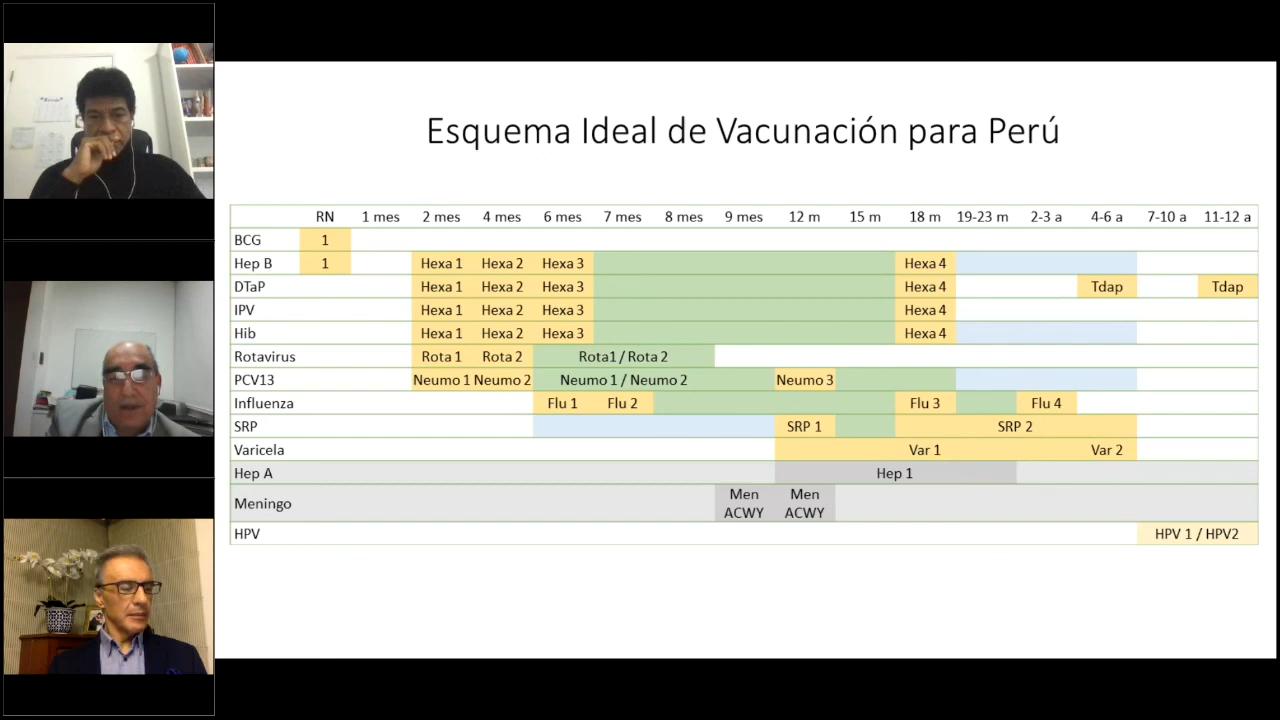 Esquema Ideal de Vacunación para Perú
RN 1 mes 2 mes 4 mes 6 mes 7 mes 8 mes 9 mes 12 m 15 m 18 m 19-23 m 2-3 a 4-6 a 7-10 a 11-12 a
BCG 1
Hep B 1 Hexa 1 Hexa 2 Hexa 3 Hexa 4
DTaP Hexa 1 Hexa 2 Hexa 3 Hexa 4 Tdap Tdap
IPV Hexa 1 Hexa 2 Hexa 3 Hexa 4
Hib Hexa 1 Hexa 2 Hexa 3 Hexa 4
Rotavirus Rota 1 Rota 2 Rota1 / Rota 2
PCV13 Neumo 1 Neumo 2 Neumo 1 / Neumo 2 Neumo 3
Influenza Flu 1 Flu 2 Flu 3 Flu 4
SRP SRP 1 SRP 2
Varicela Var 1 Var 2
Hep A Hep 1
Meningo Men ACWY Men ACWY
HPV HPV 1 / HPV2